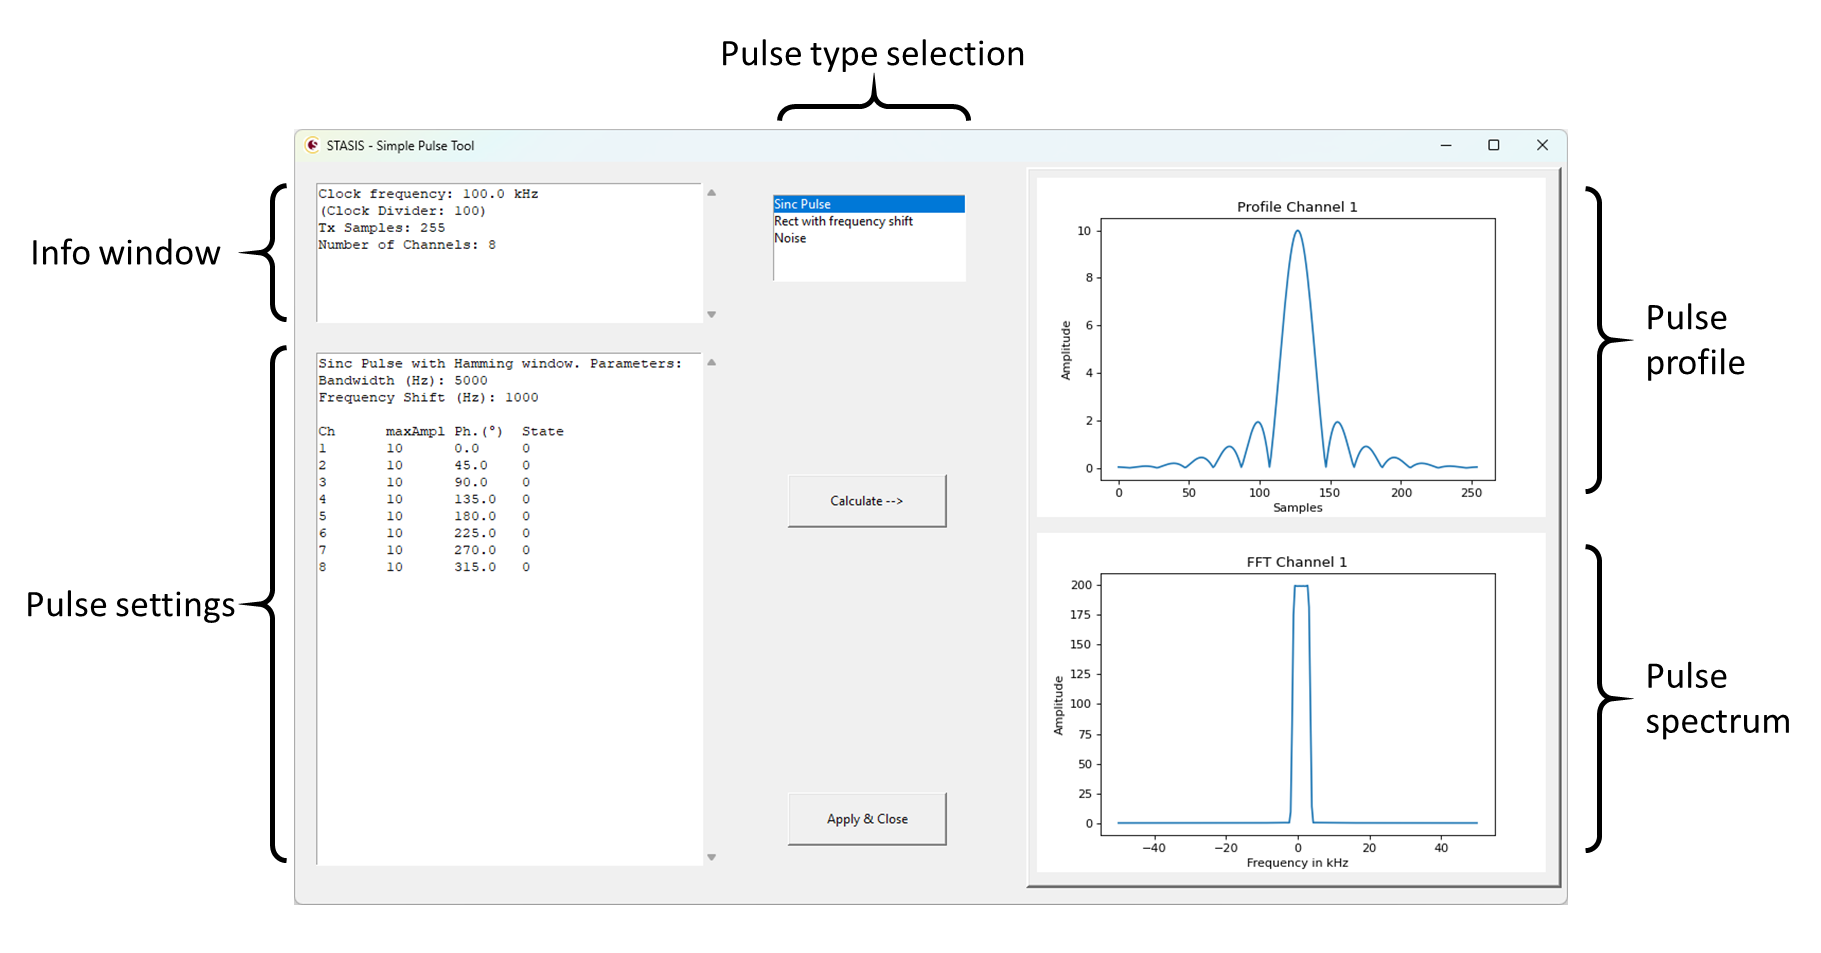 Pulse type selection
STASIS - Simple Pulse Tool
Info window
Clock frequency: 100.0 kHz
(Clock Divider: 100)
Tx Samples: 255
Number of Channels: 8
Sinc Pulse
Rect with frequency shift
Noise
Pulse settings
Sinc Pulse with Hamming window. Parameters:
Bandwidth (Hz): 5000
Frequency Shift (Hz): 1000
Ch maxAmpl Ph.(°) State
1 10 0.0 0
2 10 45.0 0
3 10 90.0 0
4 10 135.0 0
5 10 180.0 0
6 10 225.0 0
7 10 270.0 0
8 10 315.0 0
Calculate -->
Apply & Close
Profile Channel 1
Amplitude
10
8
6
4
2
0
0 50 100 150 200 250
Samples
Pulse
profile
FFT Channel 1
Amplitude
200
175
150
125
100
75
50
25
0
−40 −20 0 20 40
Frequency in kHz
Pulse
spectrum